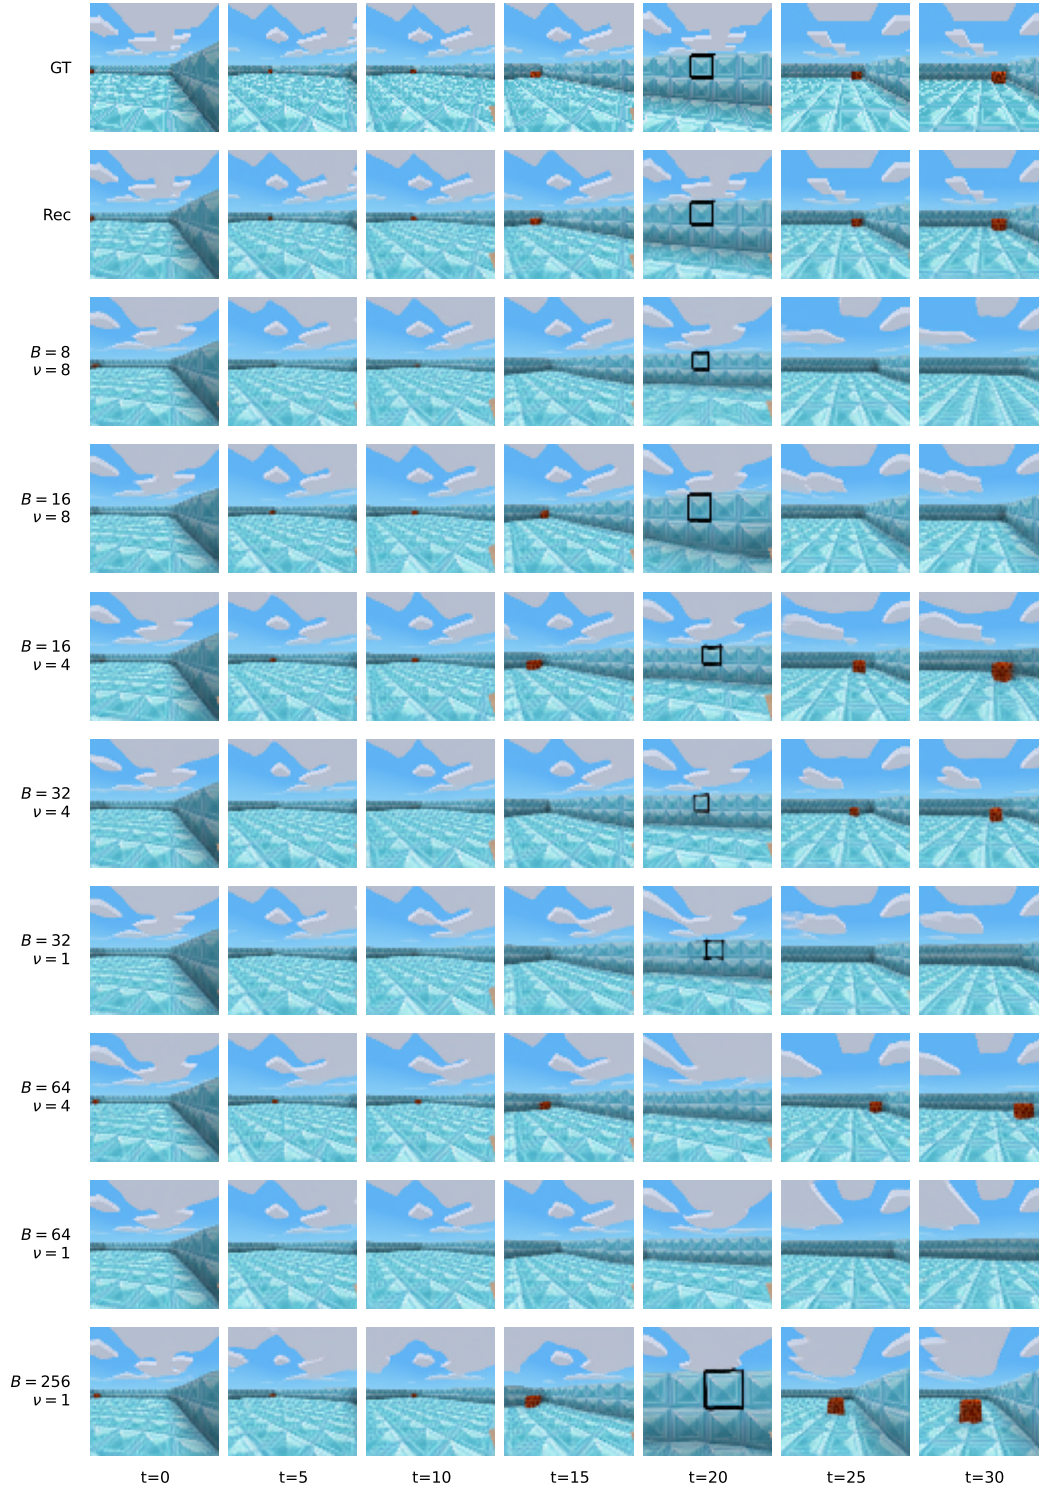 GT
Rec
B = 8
ν = 8
B = 16
ν = 8
B = 16
ν = 4
B = 32
ν = 4
B = 32
ν = 1
B = 64
ν = 4
B = 64
ν = 1
B = 256
ν = 1
t=0 t=5 t=10 t=15 t=20 t=25 t=30